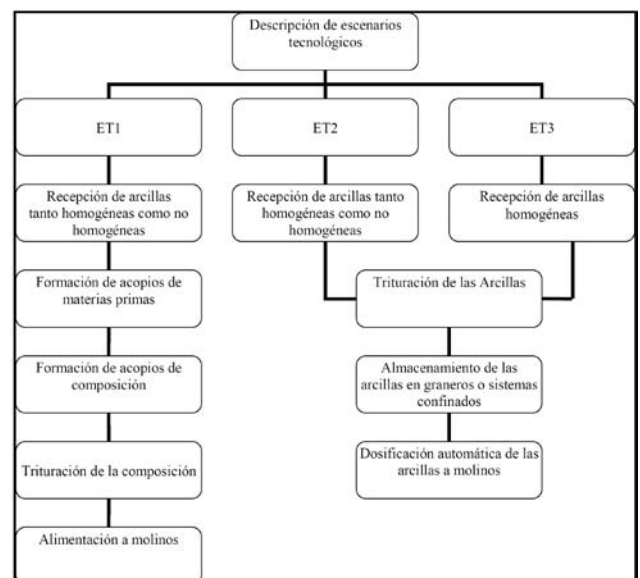 Descripción de escenarios
tecnológicos
ET1
ET2
ET3
Recepción de arcillas
tanto homogéneas como no
homogéneas
Recepción de arcillas tanto
homogéneas como no
homogéneas
Recepción de arcillas
homogéneas
Formación de acopios de
materias primas
Trituración de las Arcillas
Formación de acopios de
composición
Almacenamiento de las
arcillas en graneros o sistemas
confinados
Trituración de la composición
Dosificación automática de las
arcillas a molinos
Alimentación a molinos